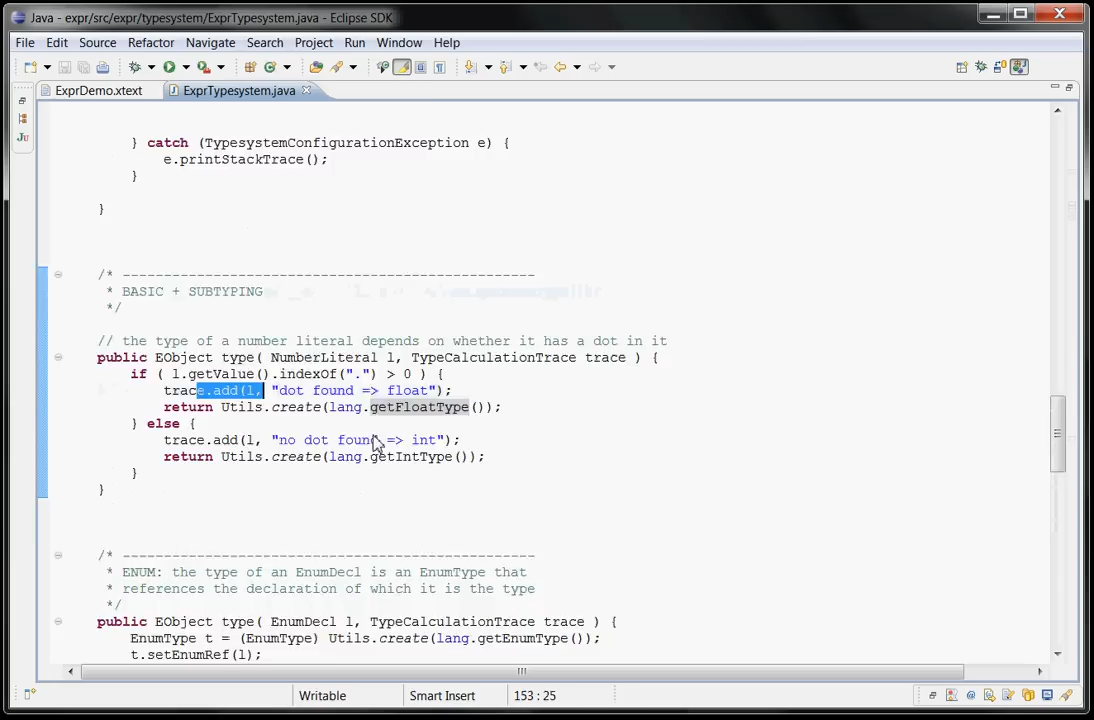 Java - expr/src/expr/typesystem/ExprTypesystem.java - Eclipse SDK
File Edit Source Refactor Navigate Search Project Run Window Help
ExprDemo.xtext ExprTypesystem.java
} catch (TypesystemConfigurationException e) {
e.printStackTrace();
}
}
/* --------------------------------------------------
* BASIC + SUBTYPING
*/
// the type of a number literal depends on whether it has a dot in it
public EObject type( NumberLiteral l, TypeCalculationTrace trace ) {
if ( l.getValue().indexOf(".") > 0 ) {
trace.add(l, "dot found => float");
return Utils.create(lang.getFloatType());
} else {
trace.add(l, "no dot found => int");
return Utils.create(lang.getIntType());
}
}
/* --------------------------------------------------
* ENUM: the type of an EnumDecl is an EnumType that
* references the declaration of which it is the type
*/
public EObject type( EnumDecl l, TypeCalculationTrace trace ) {
EnumType t = (EnumType) Utils.create(lang.getEnumType());
t.setEnumRef(l);
Writable Smart Insert 153 : 25